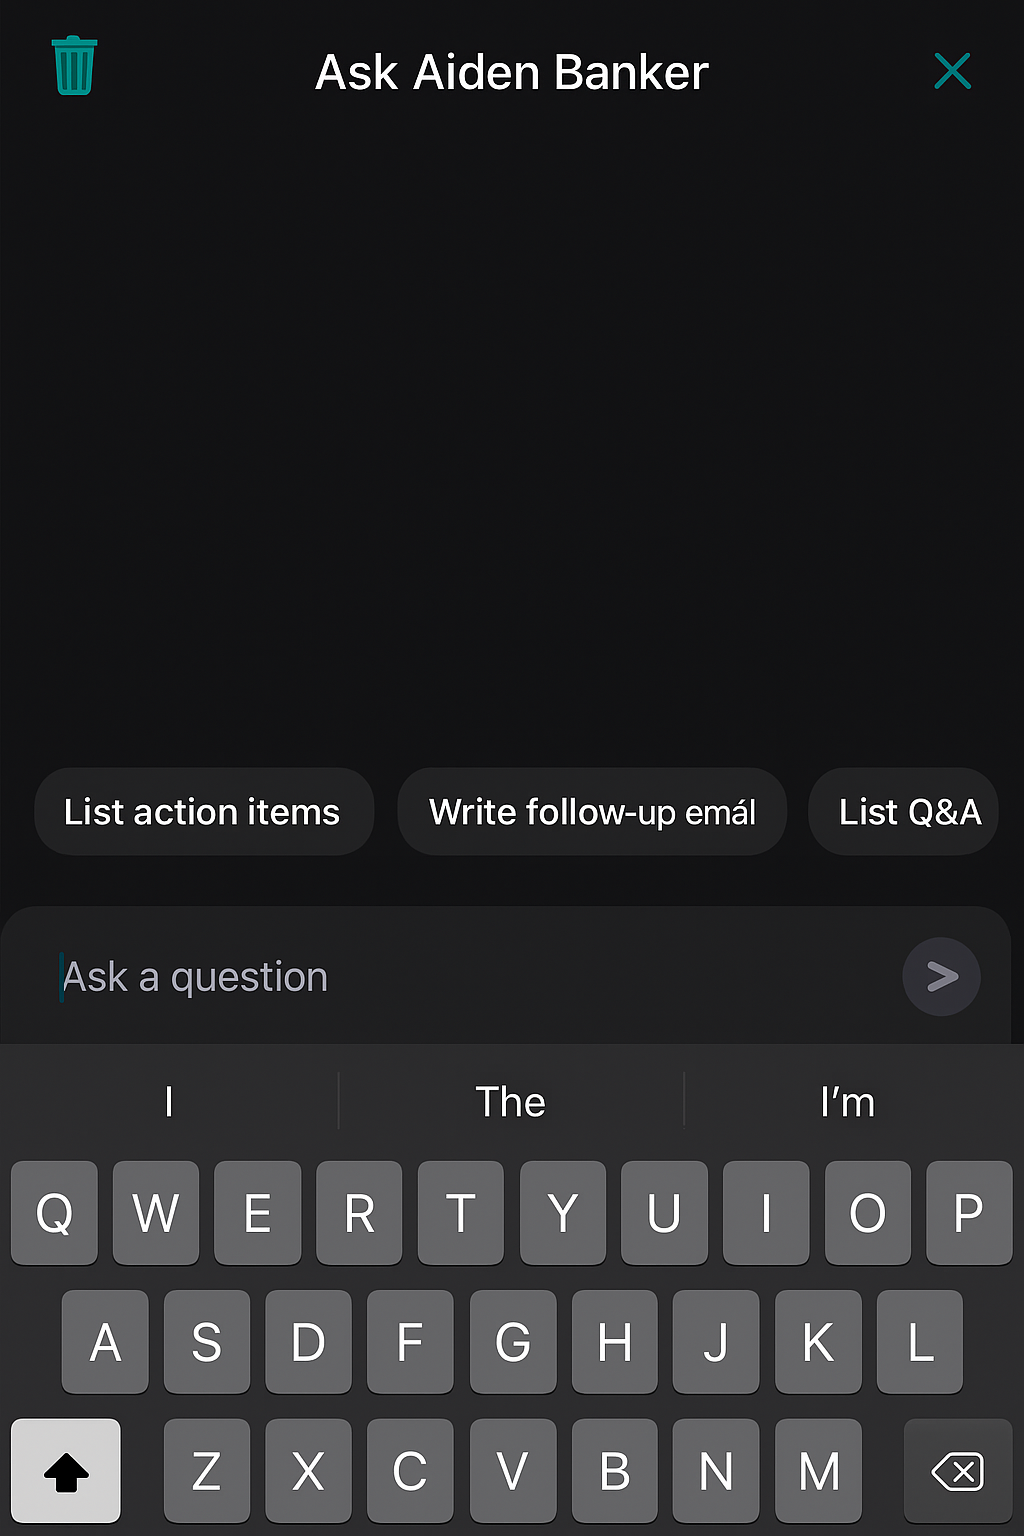 Ask Aiden Banker
List action items
Write follow-up emál
List Q&A
Ask a question
I The I’m
Q W E R T Y U I O P
A S D F G H J K L
Z X C V B N M